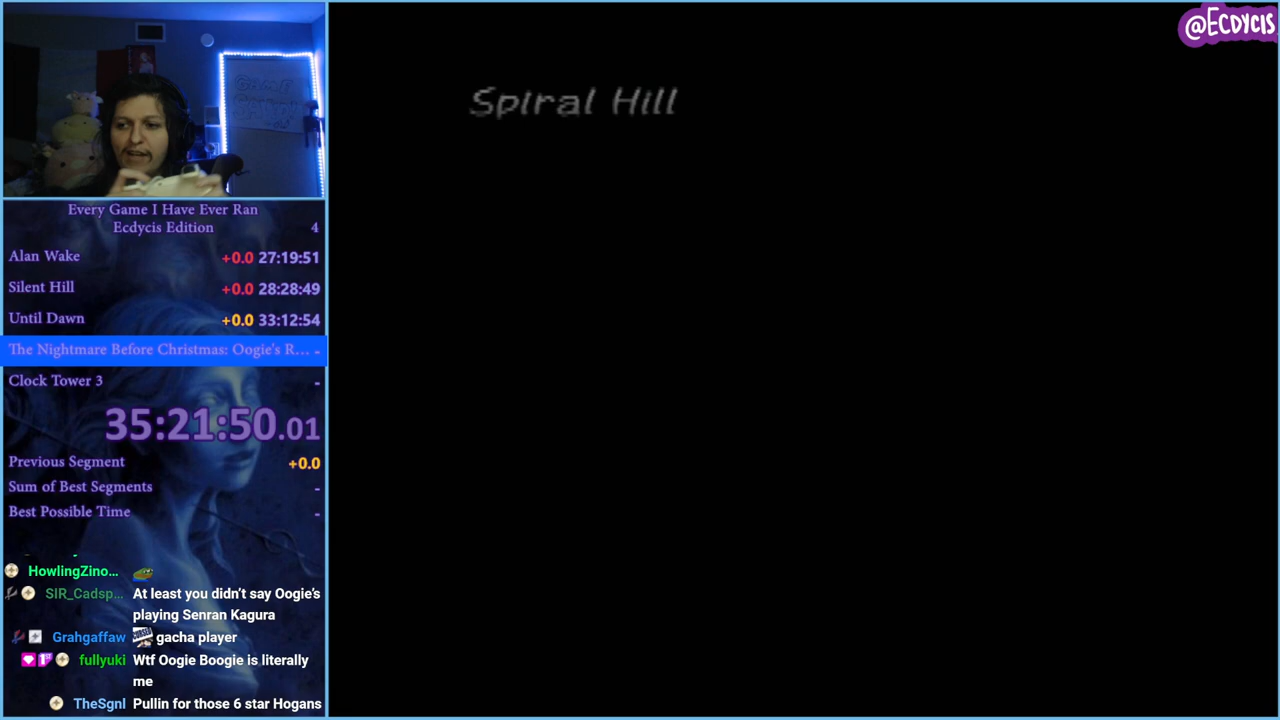 @ECDYCIS
Spiral Hill
Every Game I Have Ever Ran
Ecdycis Edition 4
Alan Wake +0.0 27:19:51
Silent Hill +0.0 28:28:49
Until Dawn +0.0 33:12:54
The Nightmare Before Christmas: Oogie's R... -
Clock Tower 3 -
35:21:50.01
Previous Segment +0.0
Sum of Best Segments -
Best Possible Time -
HowlingZino...
SIR_Cadsp... At least you didn't say Oogie's
playing Senran Kagura
Grahgaffaw gacha player
fullyuki Wtf Oogie Boogie is literally
me
TheSgnl Pullin for those 6 star Hogans